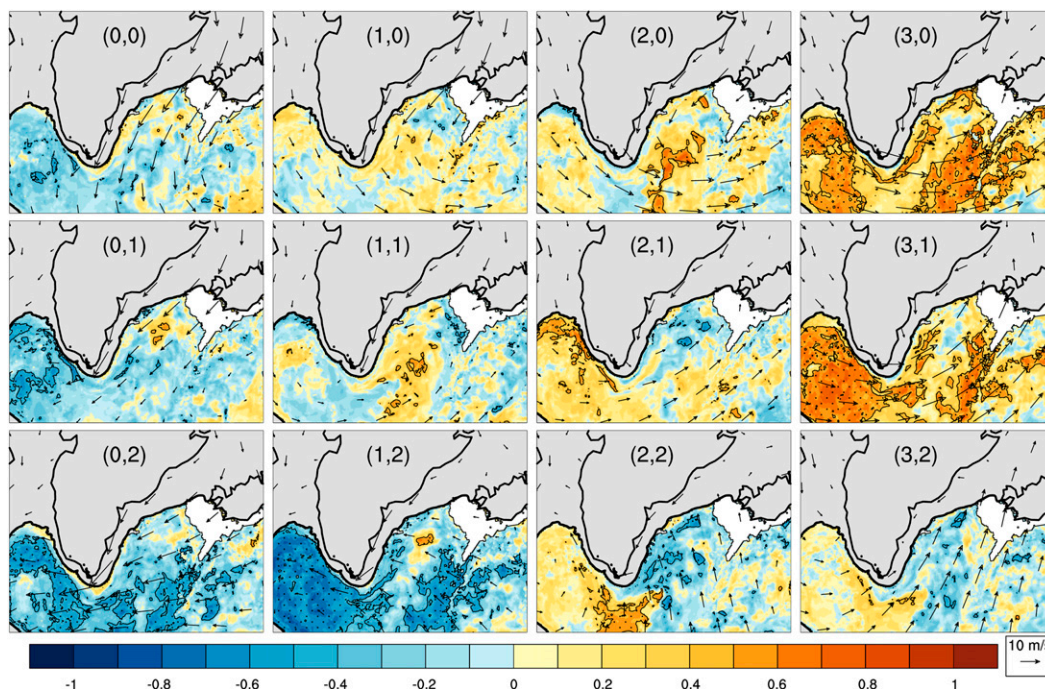 (0,0) (1,0) (2,0) (3,0)
(0,1) (1,1) (2,1) (3,1)
(0,2) (1,2) (2,2) (3,2)
-1 -0.8 -0.6 -0.4 -0.2 0 0.2 0.4 0.6 0.8 1 10 m/s